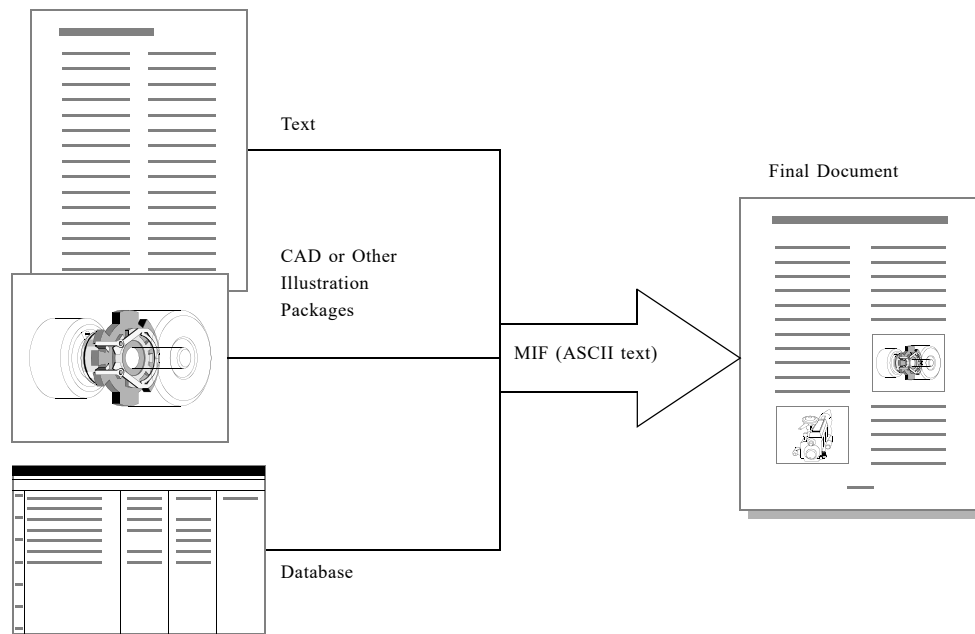 Text
Final Document
CAD or Other
Illustration
Packages
MIF (ASCII text)
Database